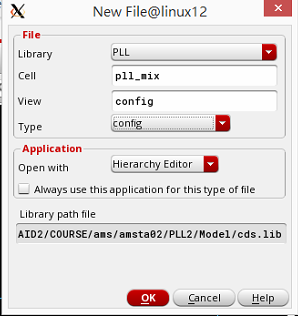 New File@linux12
File
Library PLL
Cell pll_mix
View config
Type config
Application
Open with Hierarchy Editor
Always use this application for this type of file
Library path file
AID2/COURSE/ams/amsta02/PLL2/Model/cds.lib
OK Cancel Help